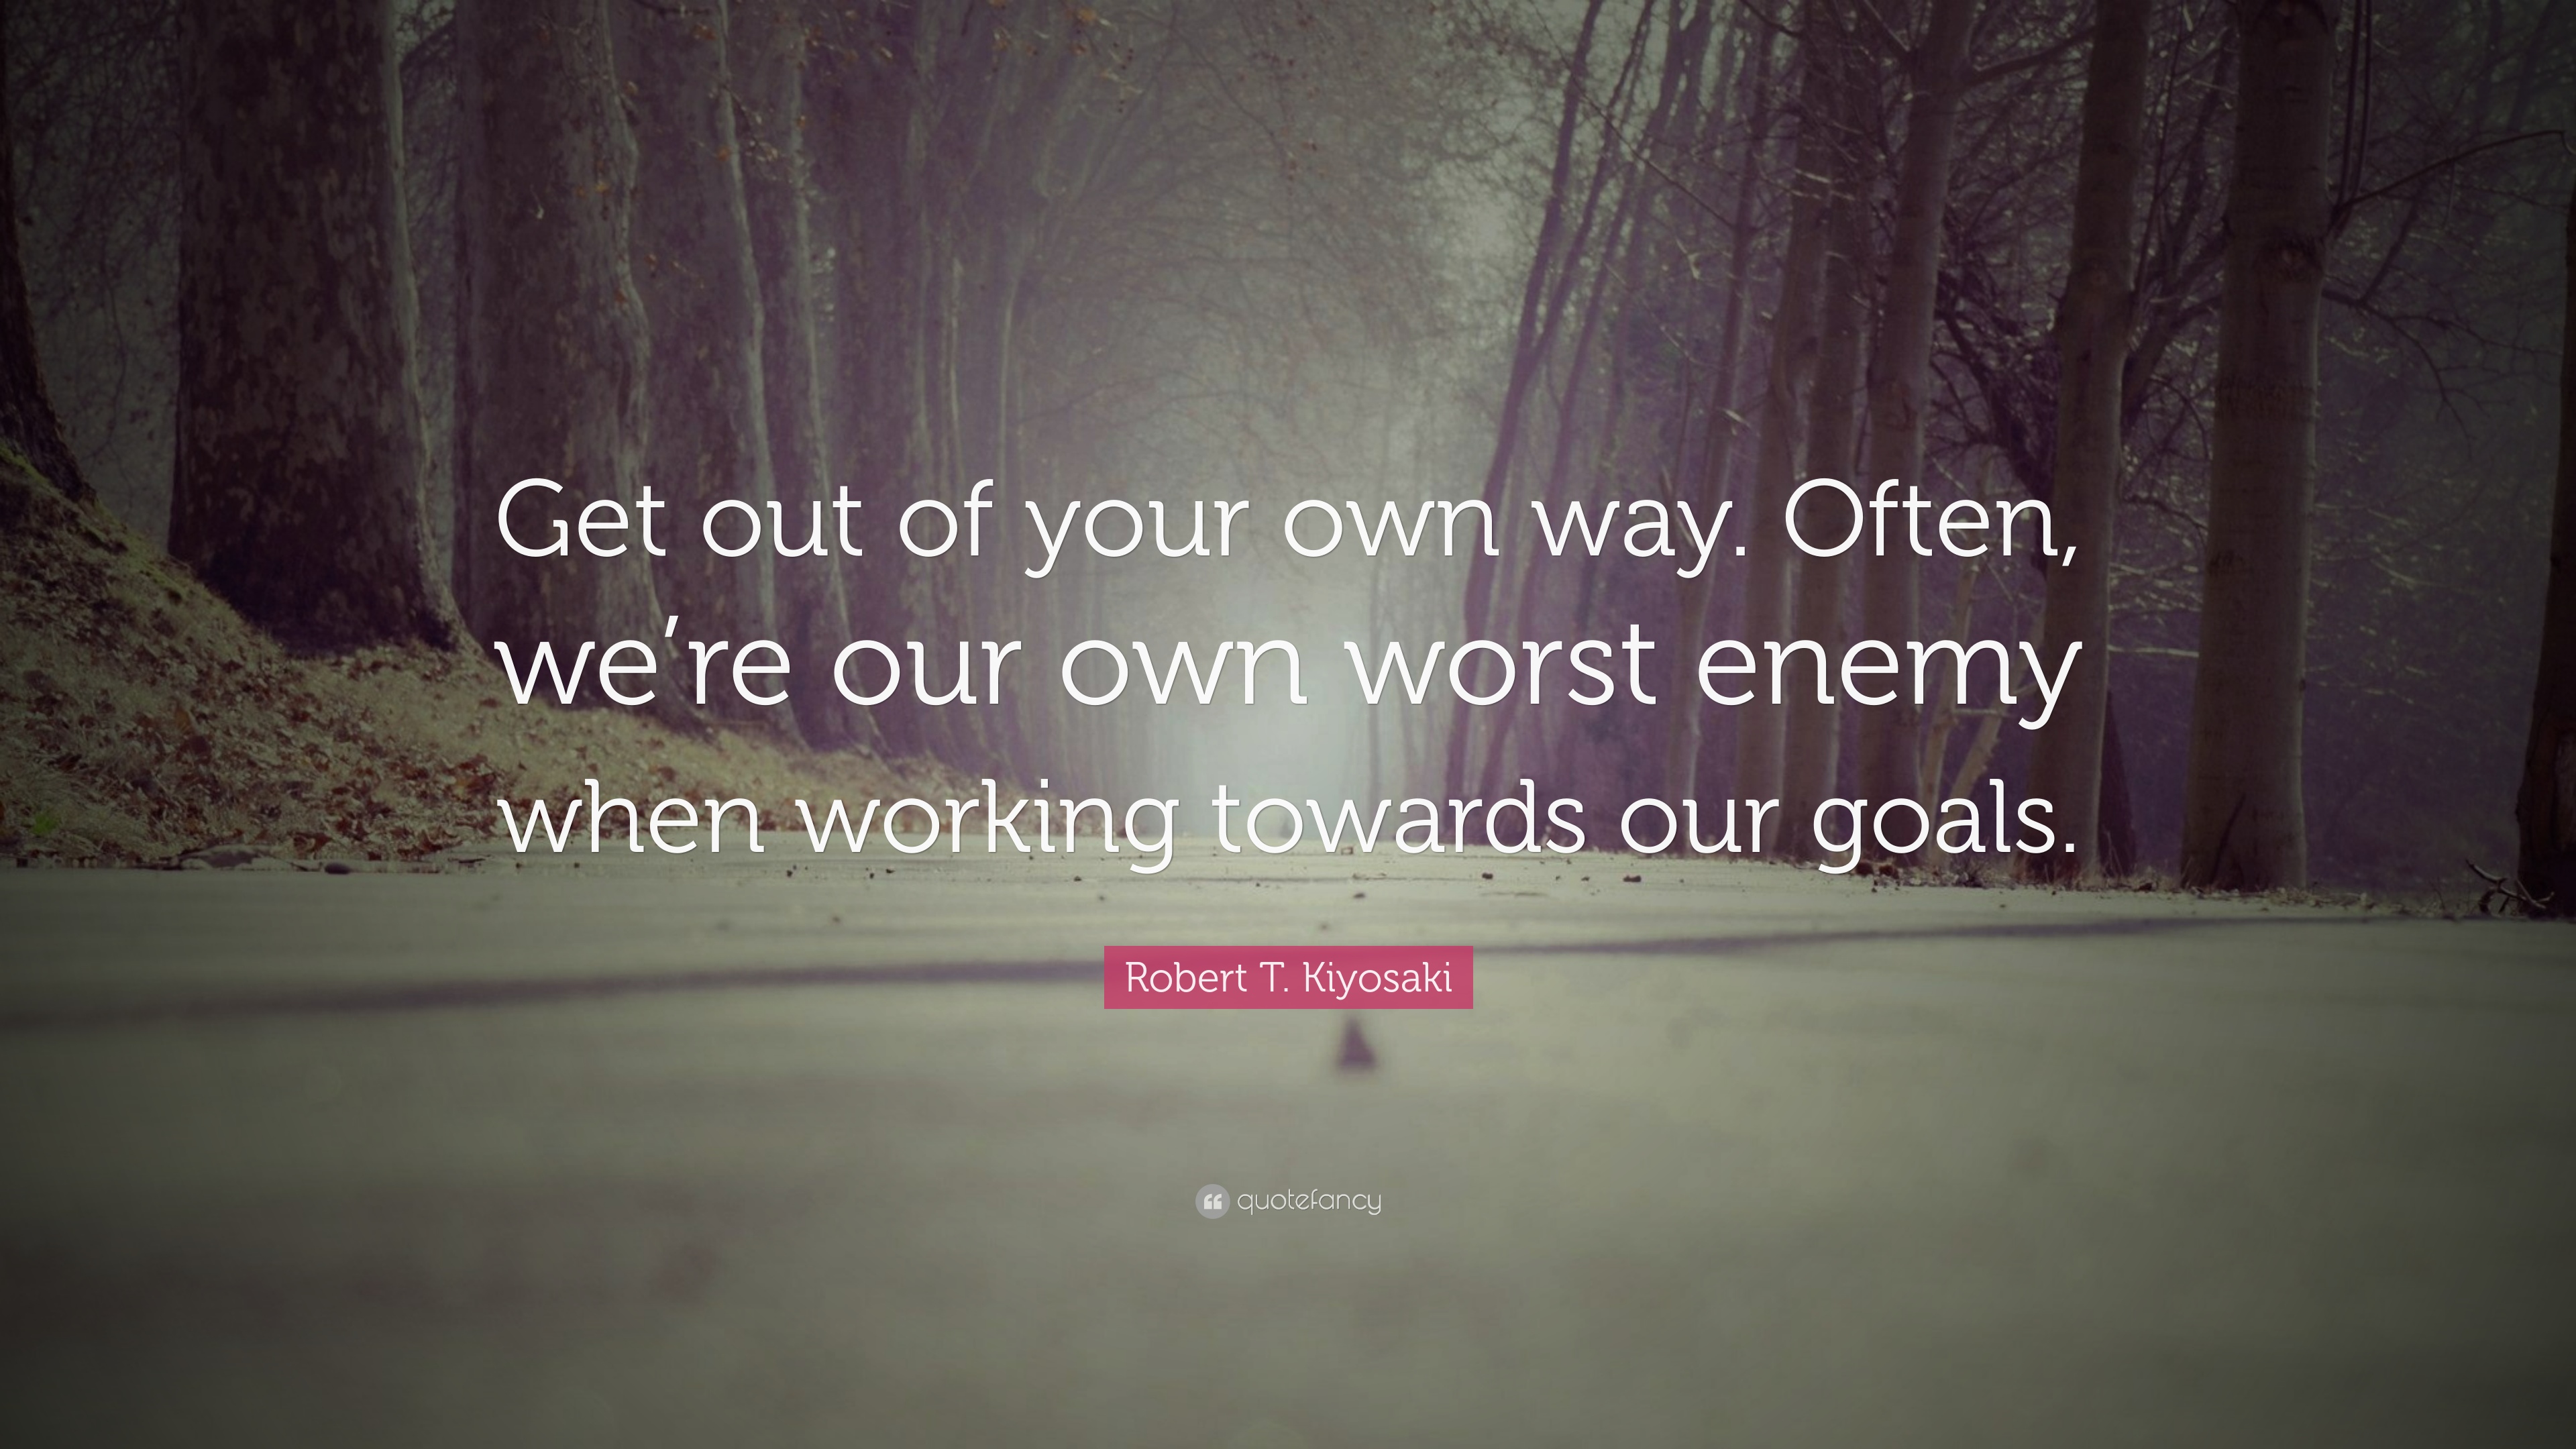 Get out of your own way. Often,
we’re our own worst enemy
when working towards our goals.
Robert T. Kiyosaki
quotefancy